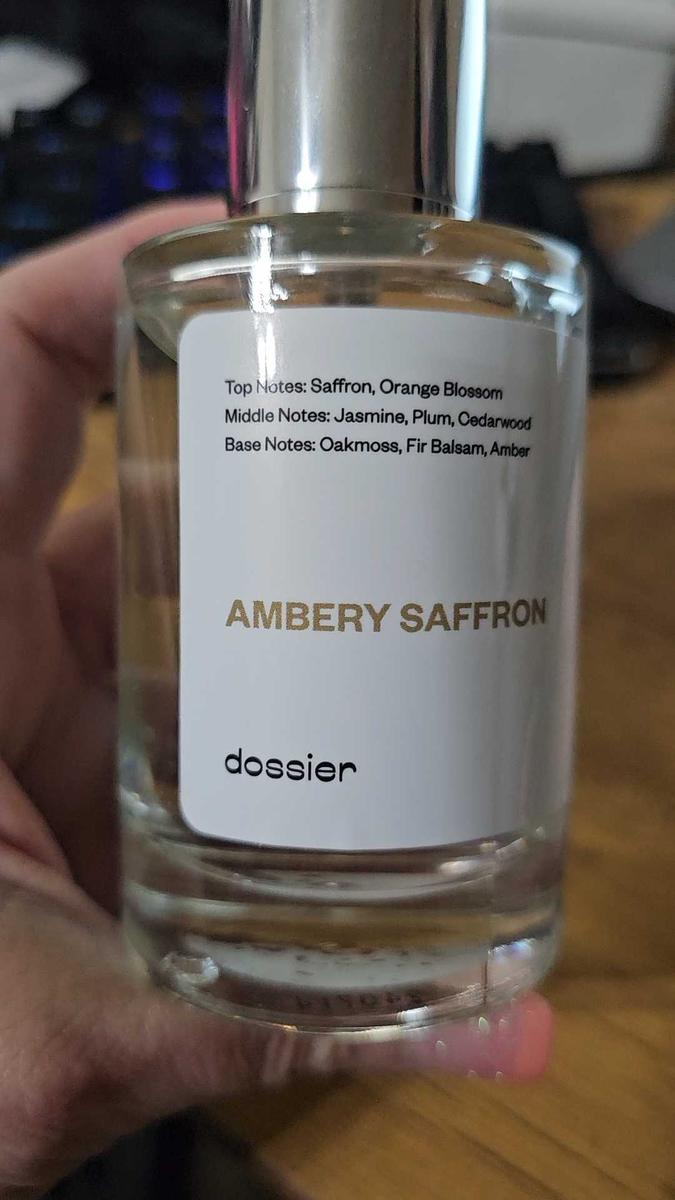 Top Notes: Saffron, Orange Blossom
Middle Notes: Jasmine, Plum, Cedarwood
Base Notes: Oakmoss, Fir Balsam, Amber
AMBERY SAFFRON
dossier